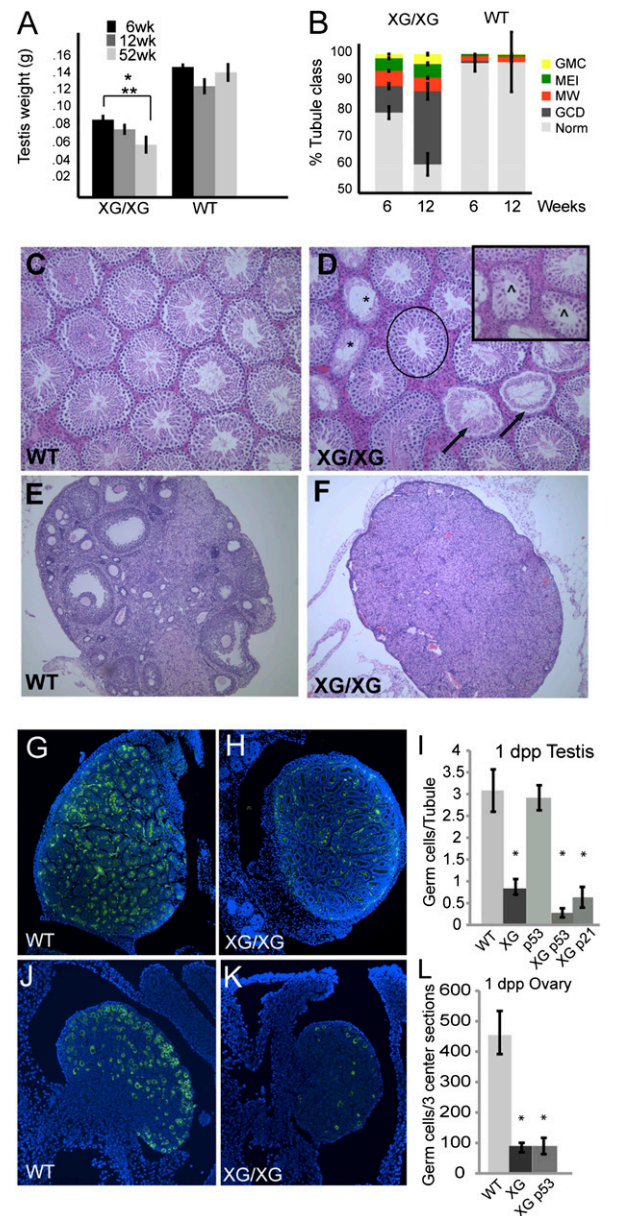 A
6wk
12wk
52wk
Testis weight (g)
.16
.14
.12
.10
.08
.06
.04
.02
*
**
XG/XG
WT
B
XG/XG
WT
% Tubule class
100
90
80
70
60
50
GMC
MEI
MW
GCD
Norm
6
12
6
12
Weeks
C
WT
D
*
*
^
^
XG/XG
E
WT
F
XG/XG
G
WT
H
XG/XG
I
1 dpp Testis
Germ cells/Tubule
4
3.5
3
2.5
2
1.5
1
0.5
0
*
*
*
WT
XG
p53
XG p53
XG p21
J
WT
K
XG/XG
L
1 dpp Ovary
Germ cells/3 center sections
600
500
400
300
200
100
0
*
*
WT
XG
XG p53